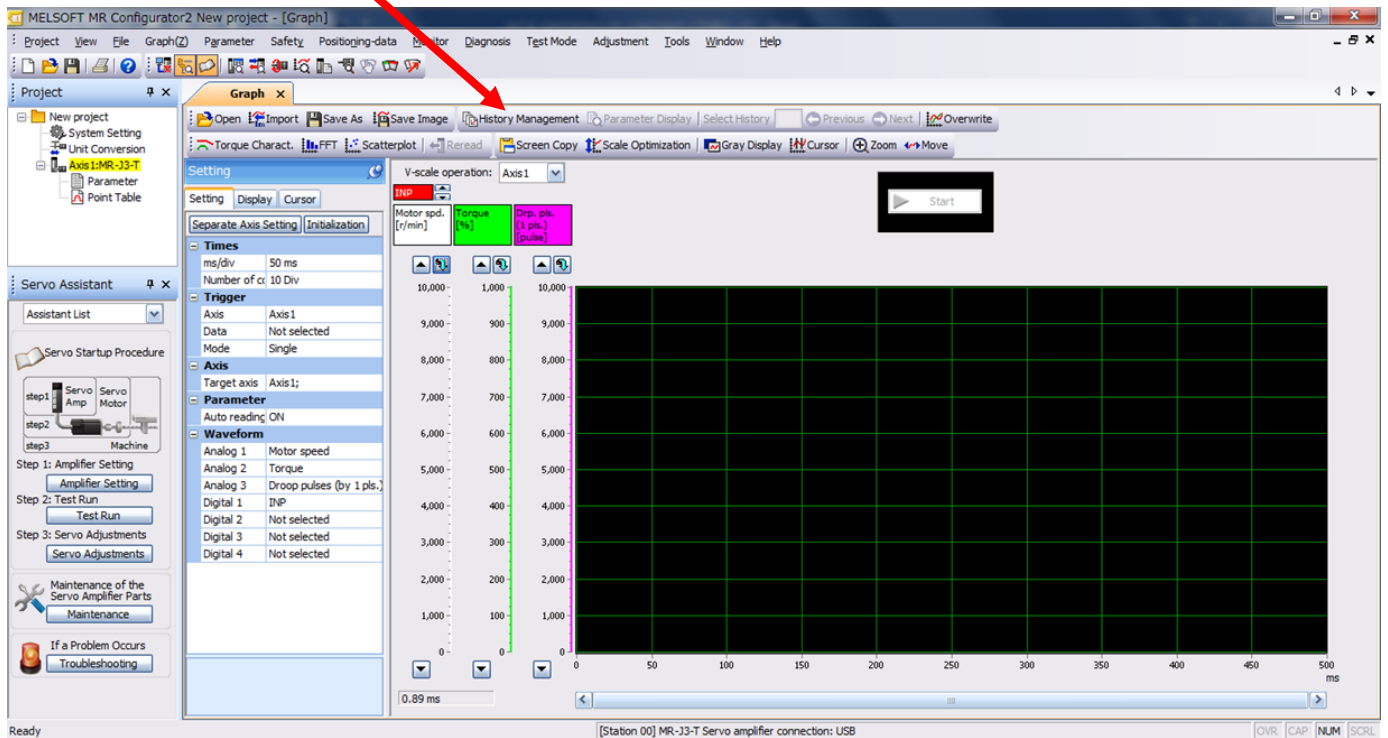 MELSOFT MR Configurator2 New project - [Graph]
Project View File Graph(Z) Parameter Safety Positioning-data Monitor Diagnosis Test Mode Adjustment Tools Window Help
Project
New project
System Setting
Unit Conversion
Axis1:MR-J3-T
Parameter
Point Table
Servo Assistant
Assistant List
Servo Startup Procedure
step1 Servo Amp Servo Motor
step2
step3 Machine
Step 1: Amplifier Setting
Amplifier Setting
Step 2: Test Run
Test Run
Step 3: Servo Adjustments
Servo Adjustments
Maintenance of the
Servo Amplifier Parts
Maintenance
If a Problem Occurs
Troubleshooting
Graph
Open Import Save As Save Image History Management Parameter Display Select History Previous Next Overwrite
Torque Charact. FFT Scatterplot Reread Screen Copy Scale Optimization Gray Display Cursor Zoom Move
Setting
Setting Display Cursor
Separate Axis Setting Initialization
Times
ms/div 50 ms
Number of cc 10 Div
Trigger
Axis Axis1
Data Not selected
Mode Single
Axis
Target axis Axis1;
Parameter
Auto reading ON
Waveform
Analog 1 Motor speed
Analog 2 Torque
Analog 3 Droop pulses (by 1 pls.)
Digital 1 INP
Digital 2 Not selected
Digital 3 Not selected
Digital 4 Not selected
V-scale operation: Axis1
INP
Motor spd. Torque Drp. pls.
[r/min] [%] (1 pls.)
[pulse]
Start
10,000 1,000 10,000
9,000 900 9,000
8,000 800 8,000
7,000 700 7,000
6,000 600 6,000
5,000 500 5,000
4,000 400 4,000
3,000 300 3,000
2,000 200 2,000
1,000 100 1,000
0 0 0
0 50 100 150 200 250 300 350 400 450 500
ms
0.89 ms
Ready [Station 00] MR-J3-T Servo amplifier connection: USB OVR CAP NUM SCRL